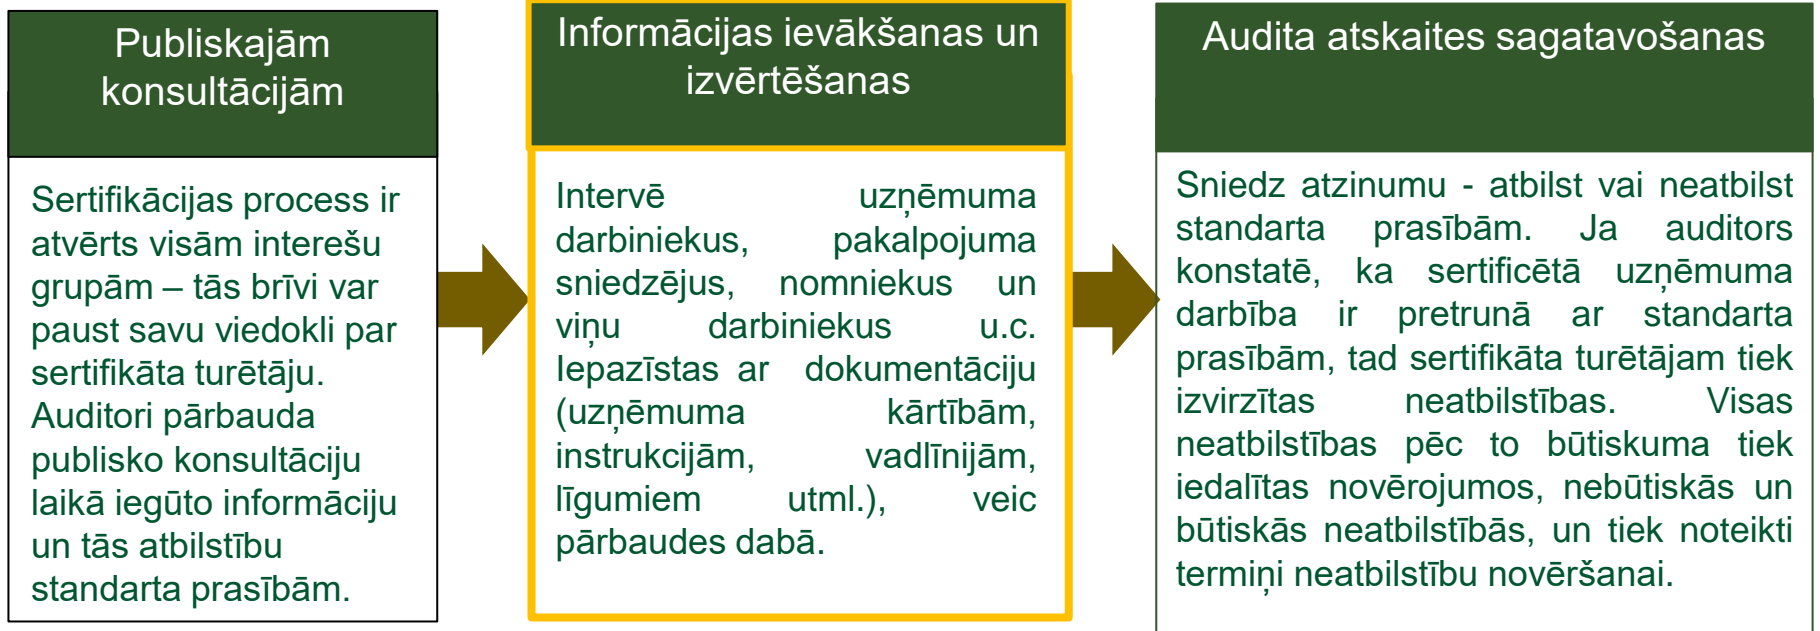 Publiskajām
konsultācijām
Sertifikācijas process ir
atvērts visām interešu
grupām – tās brīvi var
paust savu viedokli par
sertifikāta turētāju.
Auditori pārbauda
publisko konsultāciju
laikā iegūto informāciju
un tās atbilstību
standarta prasībām.
Informācijas ievākšanas un
izvērtēšanas
Intervē uzņēmuma
darbiniekus, pakalpojuma
sniedzējus, nomniekus un
viņu darbiniekus u.c.
Iepazīstas ar dokumentāciju
(uzņēmuma kārtībām,
instrukcijām, vadlīnijām,
līgumiem utml.), veic
pārbaudes dabā.
Audita atskaites sagatavošanas
Sniedz atzinumu - atbilst vai neatbilst
standarta prasībām. Ja auditors
konstatē, ka sertificētā uzņēmuma
darbība ir pretrunā ar standarta
prasībām, tad sertifikāta turētājam tiek
izvirzītas neatbilstības. Visas
neatbilstības pēc to būtiskuma tiek
iedalītas novērojumos, nebūtiskās un
būtiskās neatbilstībās, un tiek noteikti
termiņi neatbilstību novēršanai.